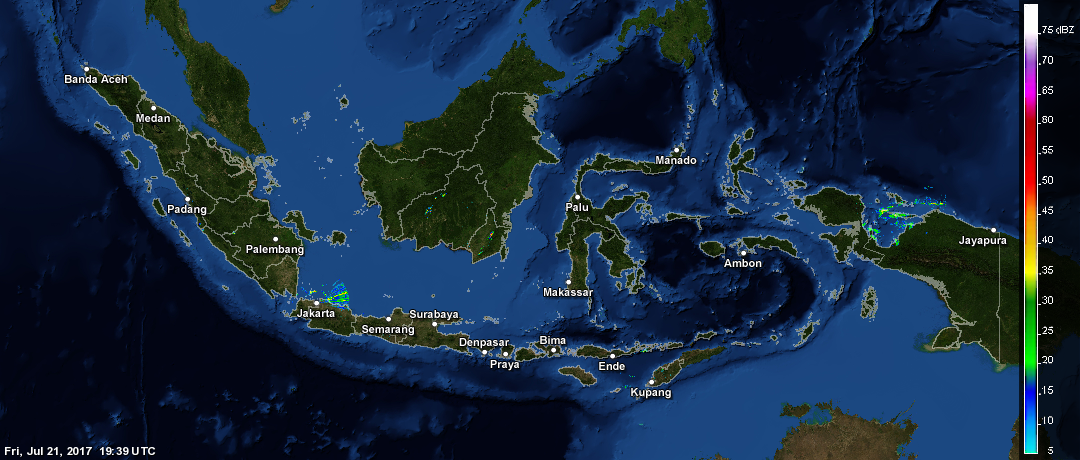 75 dBZ
70
65
Banda Aceh
60
Medan
55
Manado
50
Padang
Palu
45
Palembang
Jayapura
40
Ambon
35
Makassar
30
Jakarta
Surabaya
Semarang
25
Denpasar
Bima
20
Praya
Ende
15
Kupang
10
Fri, Jul 21, 2017 19:39 UTC
5